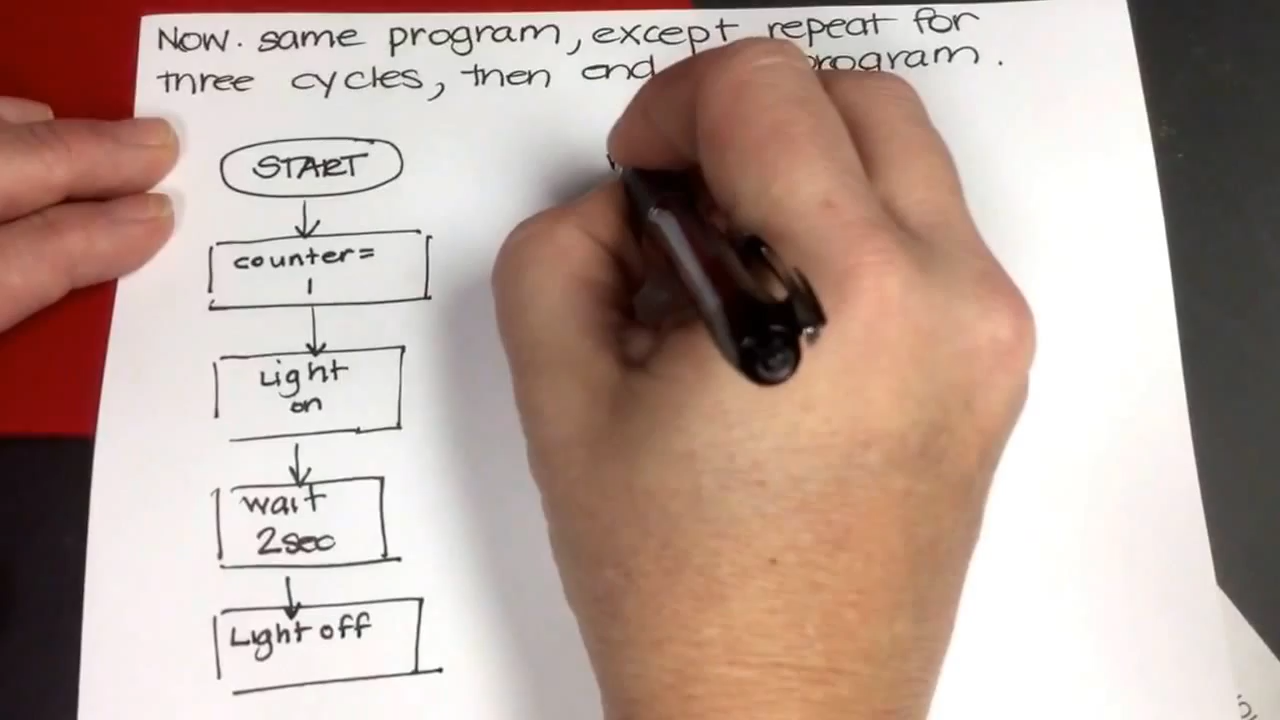 Now. same program, except repeat for
three cycles, then end program.
START
counter=
1
Light
on
wait
2sec
Light off